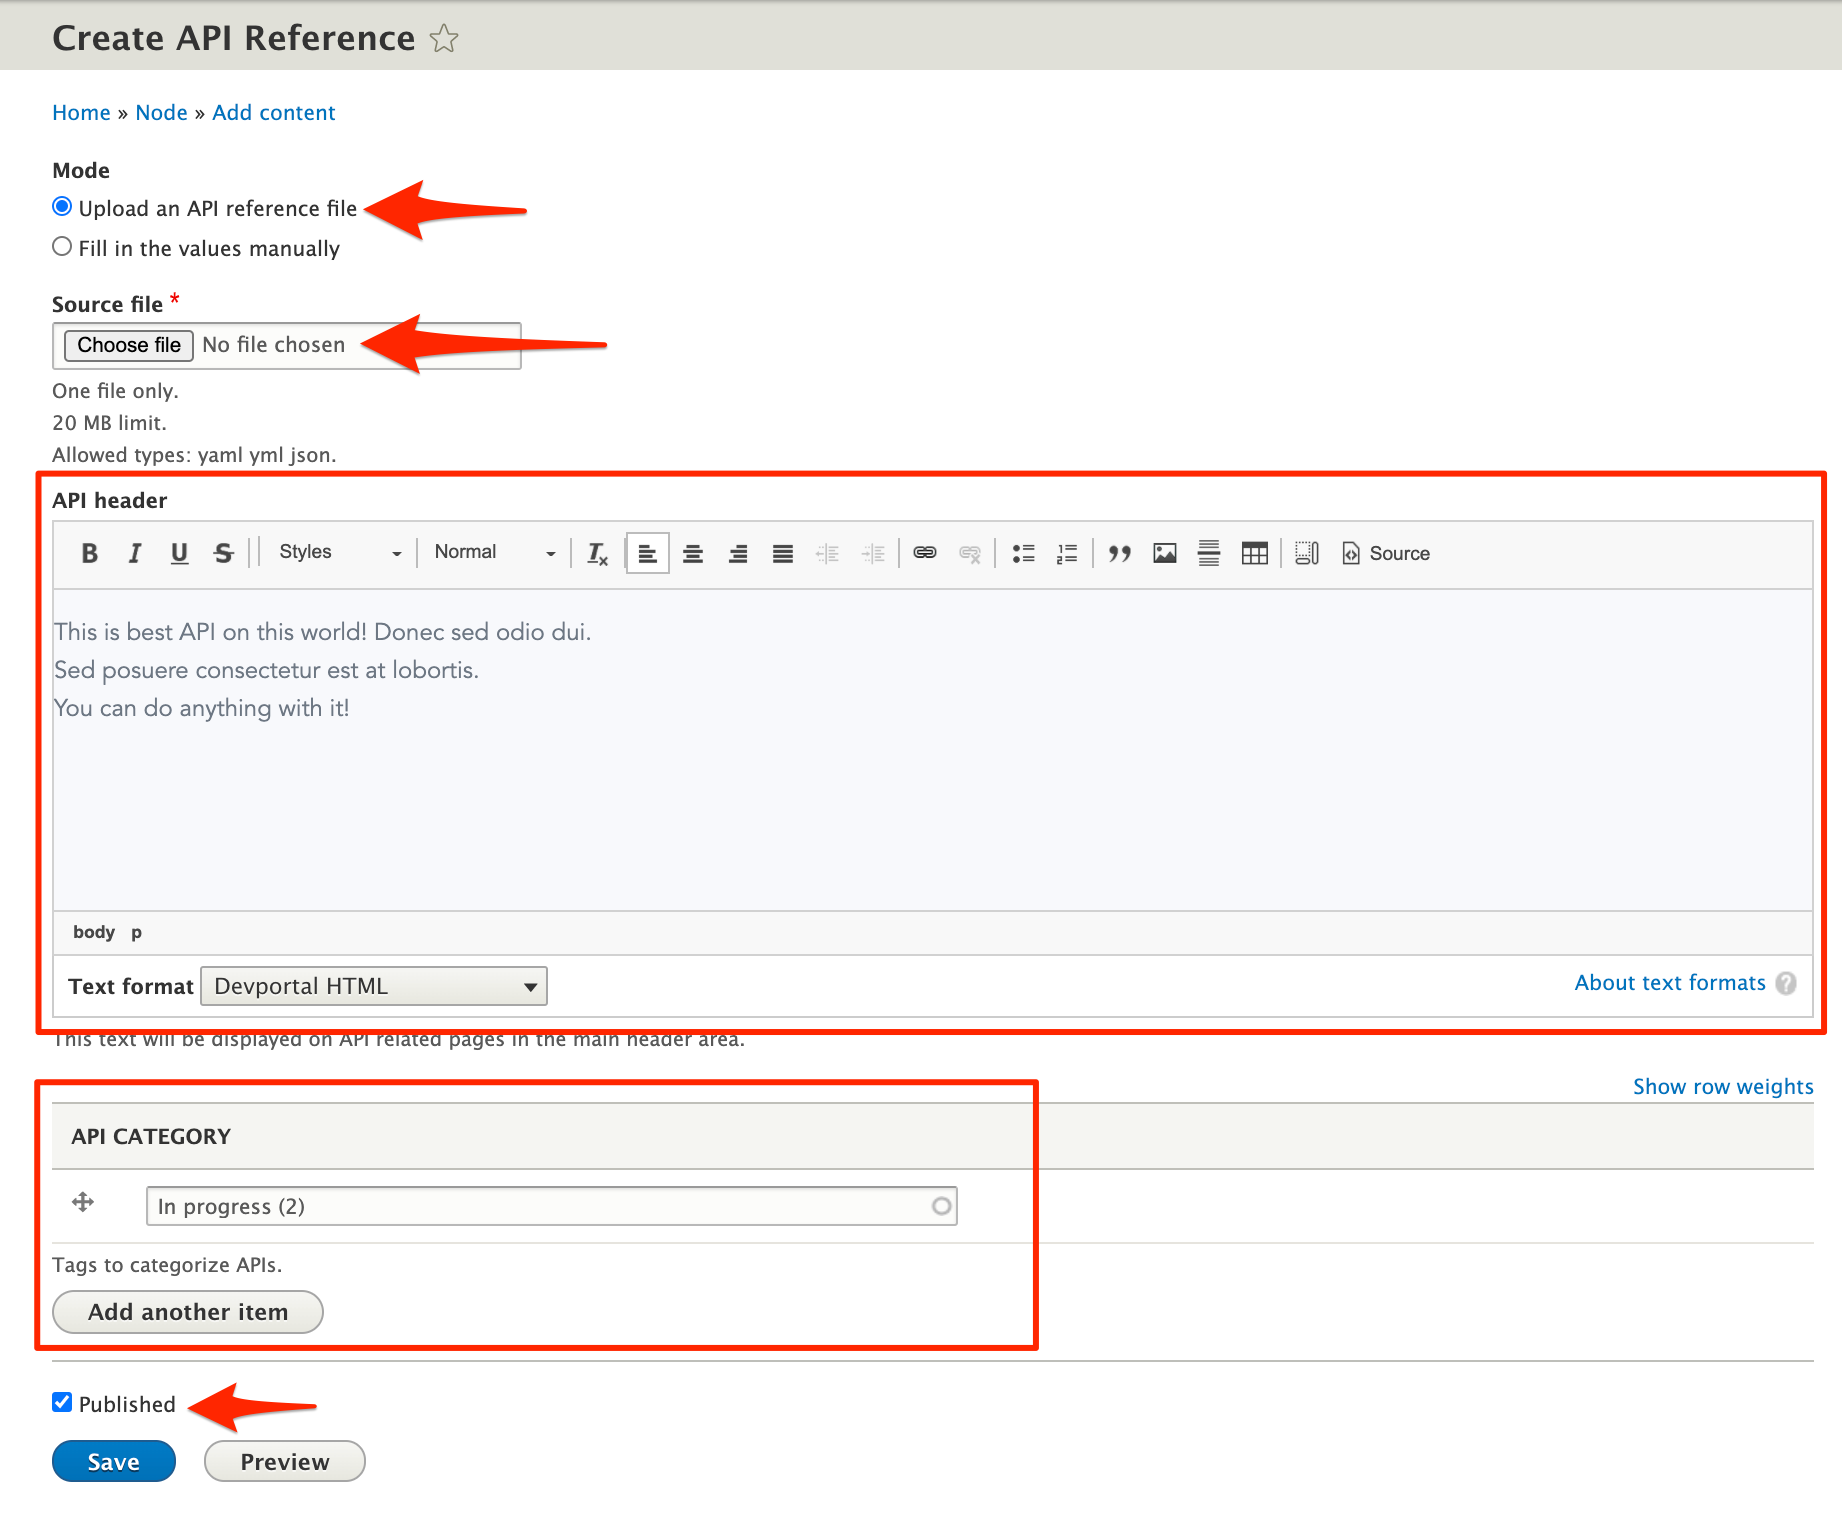 Create API Reference
Home » Node » Add content
Mode
Upload an API reference file
Fill in the values manually
Source file *
Choose file No file chosen
One file only.
20 MB limit.
Allowed types: yaml yml json.
API header
B I U S Styles Normal Tx Source
This is best API on this world! Donec sed odio dui.
Sed posuere consectetur est at lobortis.
You can do anything with it!
body p
Text format Devportal HTML About text formats ?
This text will be displayed on API related pages in the main header area.
Show row weights
API CATEGORY
In progress (2)
Tags to categorize APIs.
Add another item
Published
Save Preview